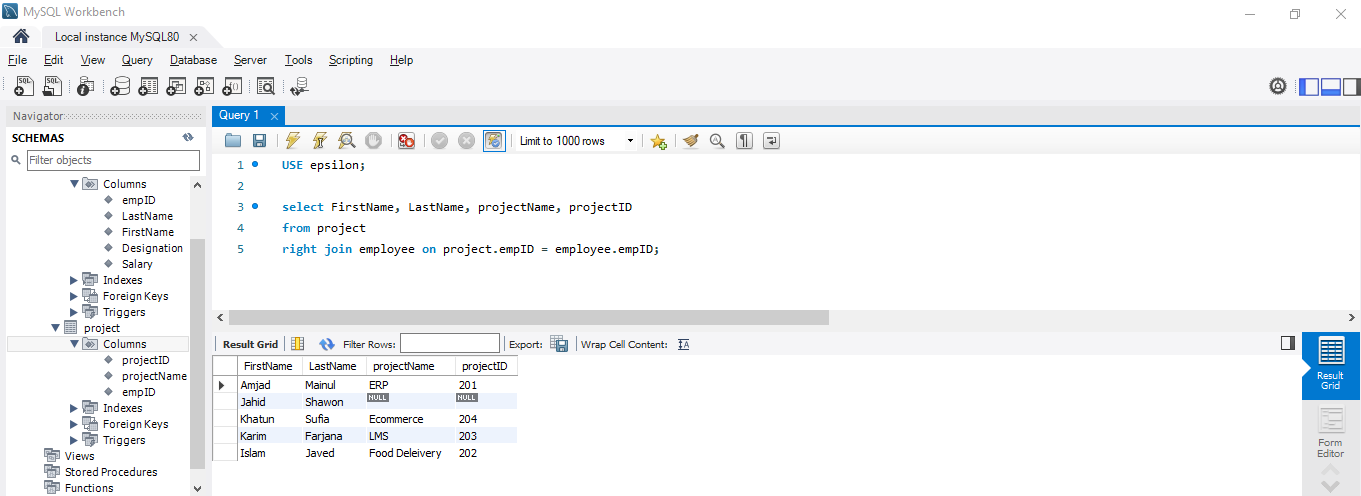 MySQL Workbench
Local instance MySQL80
File Edit View Query Database Server Tools Scripting Help
Navigator
SCHEMAS
Filter objects
Columns
empID
LastName
FirstName
Designation
Salary
Indexes
Foreign Keys
Triggers
project
Columns
projectID
projectName
empID
Indexes
Foreign Keys
Triggers
Views
Stored Procedures
Functions
Query 1
Limit to 1000 rows
1 USE epsilon;
2
3 select FirstName, LastName, projectName, projectID
4 from project
5 right join employee on project.empID = employee.empID;
Result Grid Filter Rows: Export: Wrap Cell Content:
FirstName LastName projectName projectID
Amjad Mainul ERP 201
Jahid Shawon NULL NULL
Khatun Sufia Ecommerce 204
Karim Farjana LMS 203
Islam Javed Food Deleivery 202
Result
Grid
Form
Editor